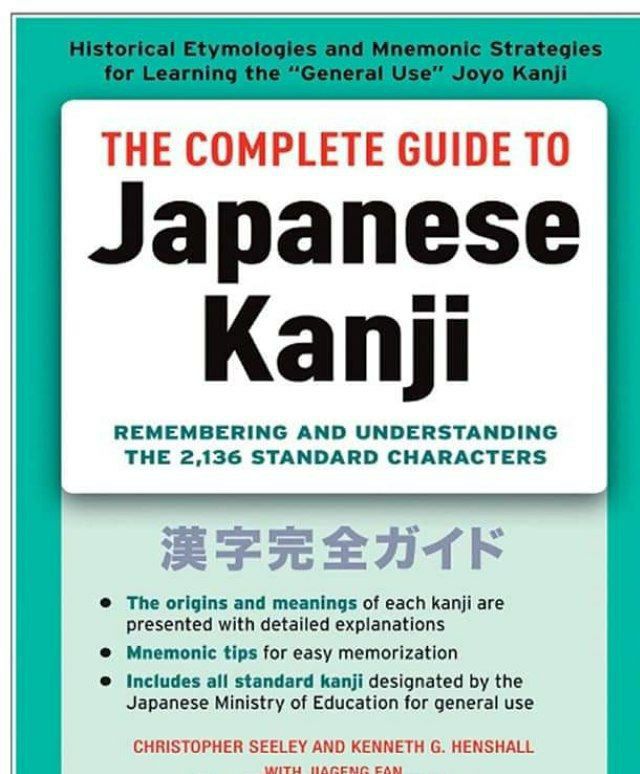 Historical Etymologies and Mnemonic Strategies
for Learning the “General Use” Joyo Kanji
THE COMPLETE GUIDE TO
Japanese
Kanji
REMEMBERING AND UNDERSTANDING
THE 2,136 STANDARD CHARACTERS
漢字完全ガイド
● The origins and meanings of each kanji are
presented with detailed explanations
● Mnemonic tips for easy memorization
● Includes all standard kanji designated by the
Japanese Ministry of Education for general use
CHRISTOPHER SEELEY AND KENNETH G. HENSHALL
WITH JIAGENG FAN